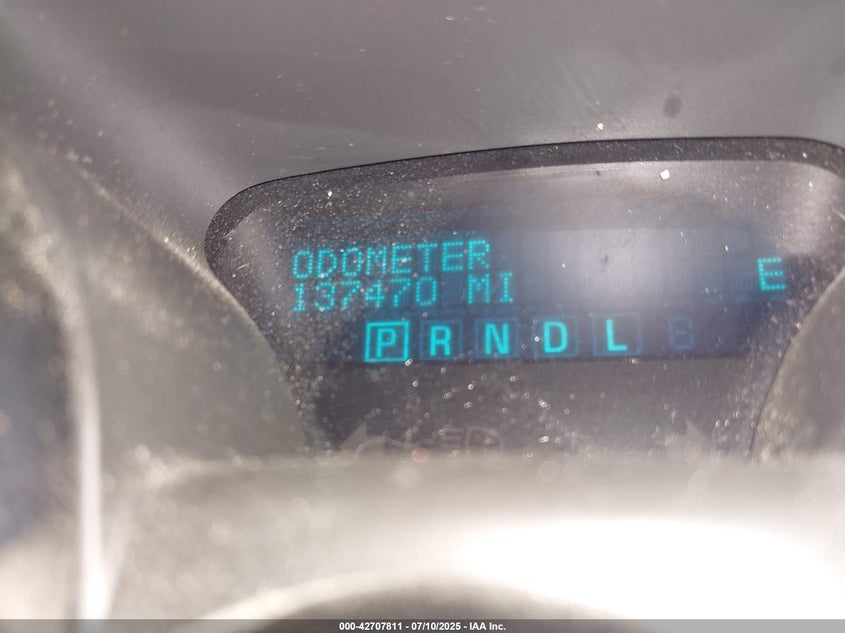 ODOMETER
137470 MI
E
P R N D L
000-42707811 - 07/10/2025 - IAA Inc.